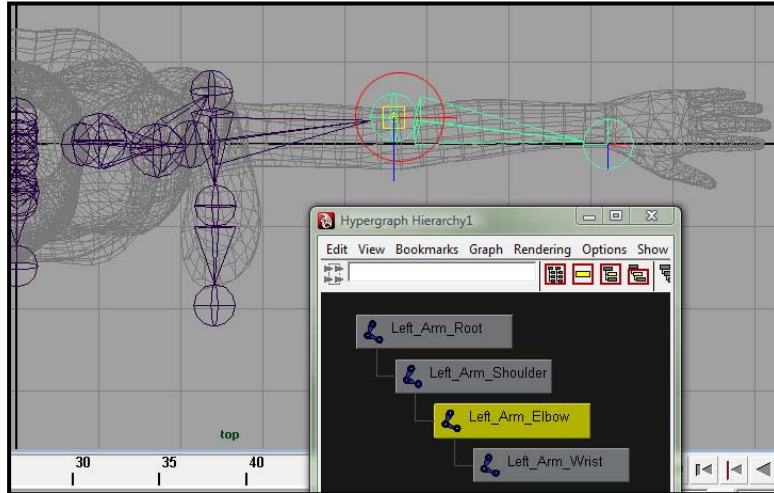 Hypergraph Hierarchy1
Edit View Bookmarks Graph Rendering Options Show
Left_Arm_Root
Left_Arm_Shoulder
Left_Arm_Elbow
Left_Arm_Wrist
top
30 35 40